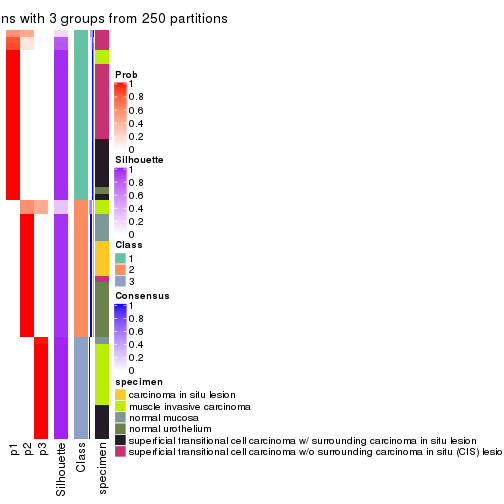 ns with 3 groups from 250 partitions
Prob
1
0.8
0.6
0.4
0.2
0
Silhouette
1
0.8
0.6
0.4
0.2
0
Class
1
2
3
Consensus
1
0.8
0.6
0.4
0.2
0
specimen
carcinoma in situ lesion
muscle invasive carcinoma
normal mucosa
normal urothelium
superficial transitional cell carcinoma w/ surrounding carcinoma in situ lesion
superficial transitional cell carcinoma w/o surrounding carcinoma in situ (CIS) lesio
p1
p2
p3
Silhouette
Class
specimen